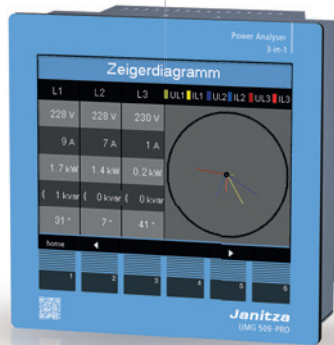 Power Analyser
3-in-1
Zeigerdiagramm
L1 L2 L3 UL1 IL1 UL2 IL2 UL3 IL3
228 V 228 V 230 V
9 A 7 A 1 A
1.7 kW 1.4 kW 0.2 kW
( 1 kvar ( 0 kvar ( 0 kvar
31 ° 7 ° 41 °
home
1 2 3 4 5 6
Janitza
UMG 509-PRO